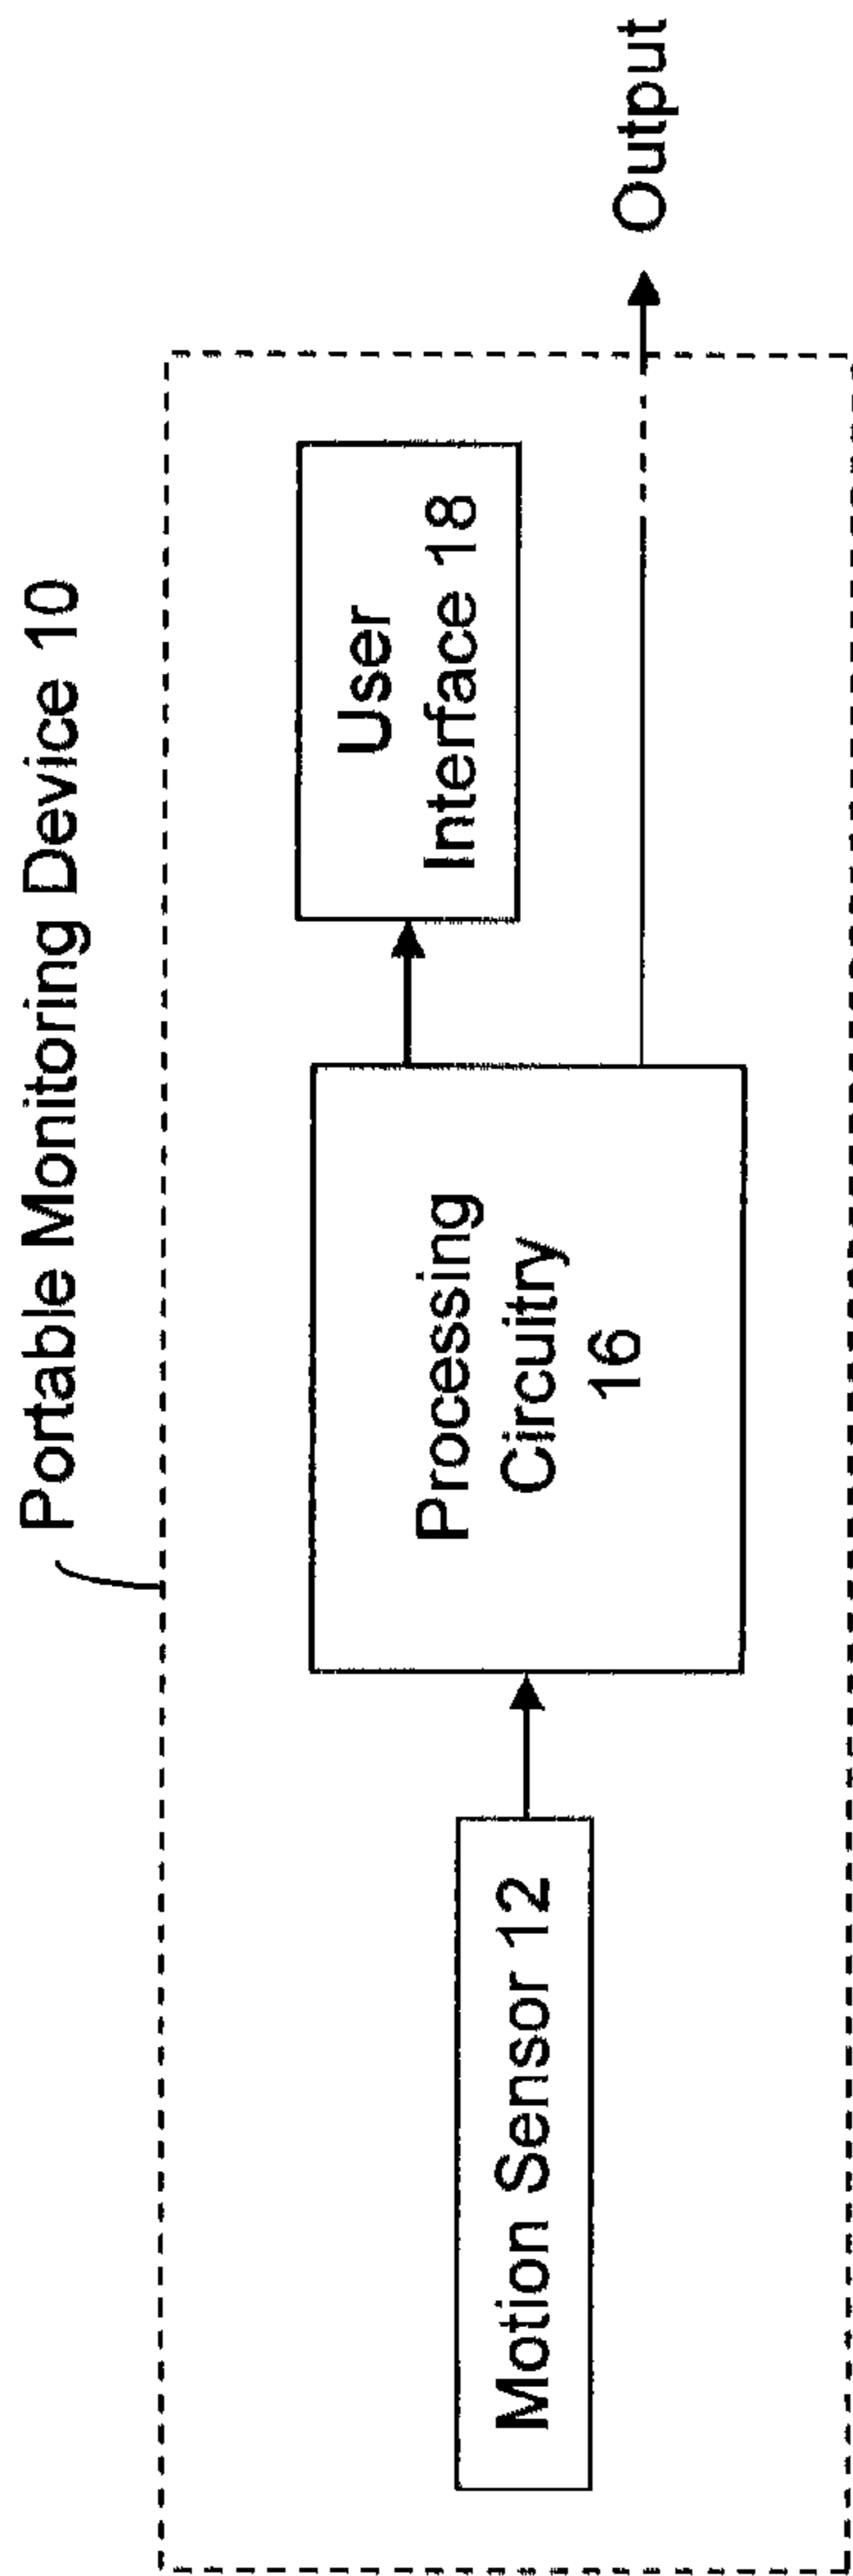 Portable Monitoring Device 10
Motion Sensor 12
Processing
Circuitry
16
User
Interface 18
Output